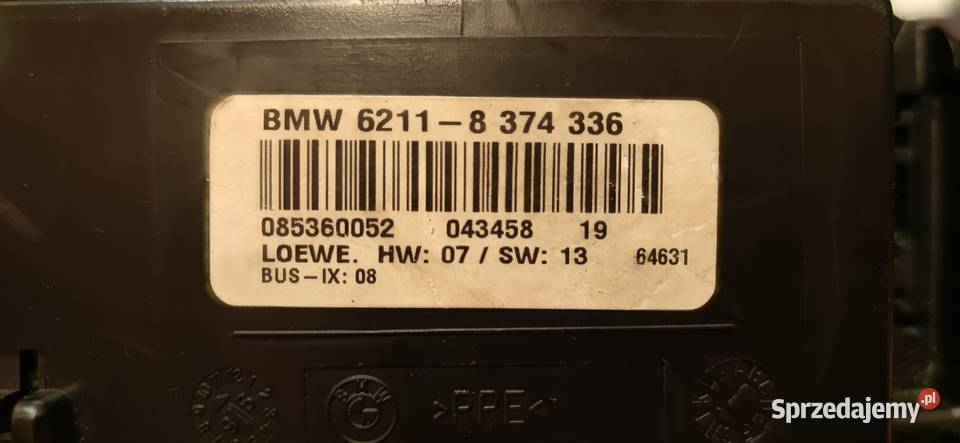 BMW 6211-8 374 336
085360052 043458 19
LOEWE. HW: 07 / SW: 13 64631
BUS-IX: 08
BMW
>PPE<
Sprzedajemy.pl